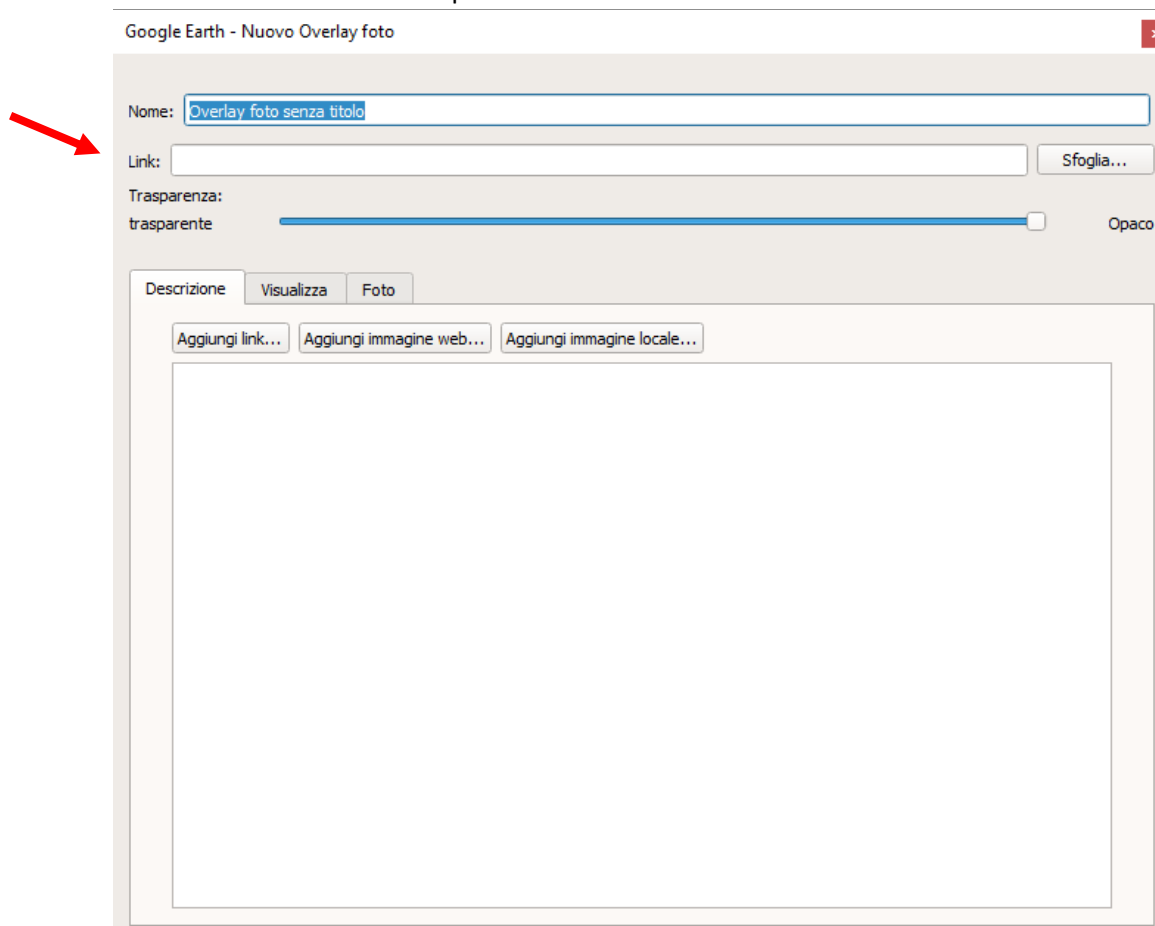 Google Earth - Nuovo Overlay foto
Nome: Overlay foto senza titolo
Link: Sfoglia...
Trasparenza:
trasparente Opaco
Descrizione Visualizza Foto
Aggiungi link... Aggiungi immagine web... Aggiungi immagine locale...